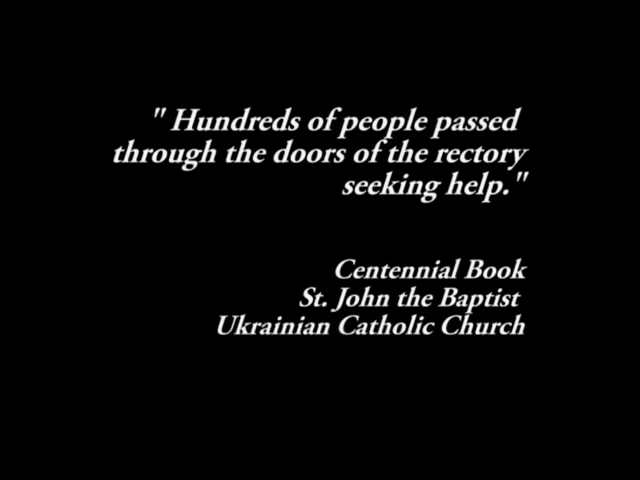 " Hundreds of people passed
through the doors of the rectory
seeking help."
Centennial Book
St. John the Baptist
Ukrainian Catholic Church